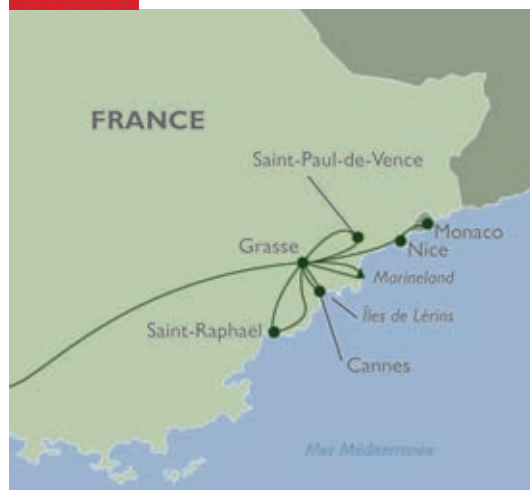 FRANCE
Saint-Paul-de-Vence
Grasse
Monaco
Nice
Marineland
Îles de Lérins
Saint-Raphaël
Cannes
Mer Méditerranée